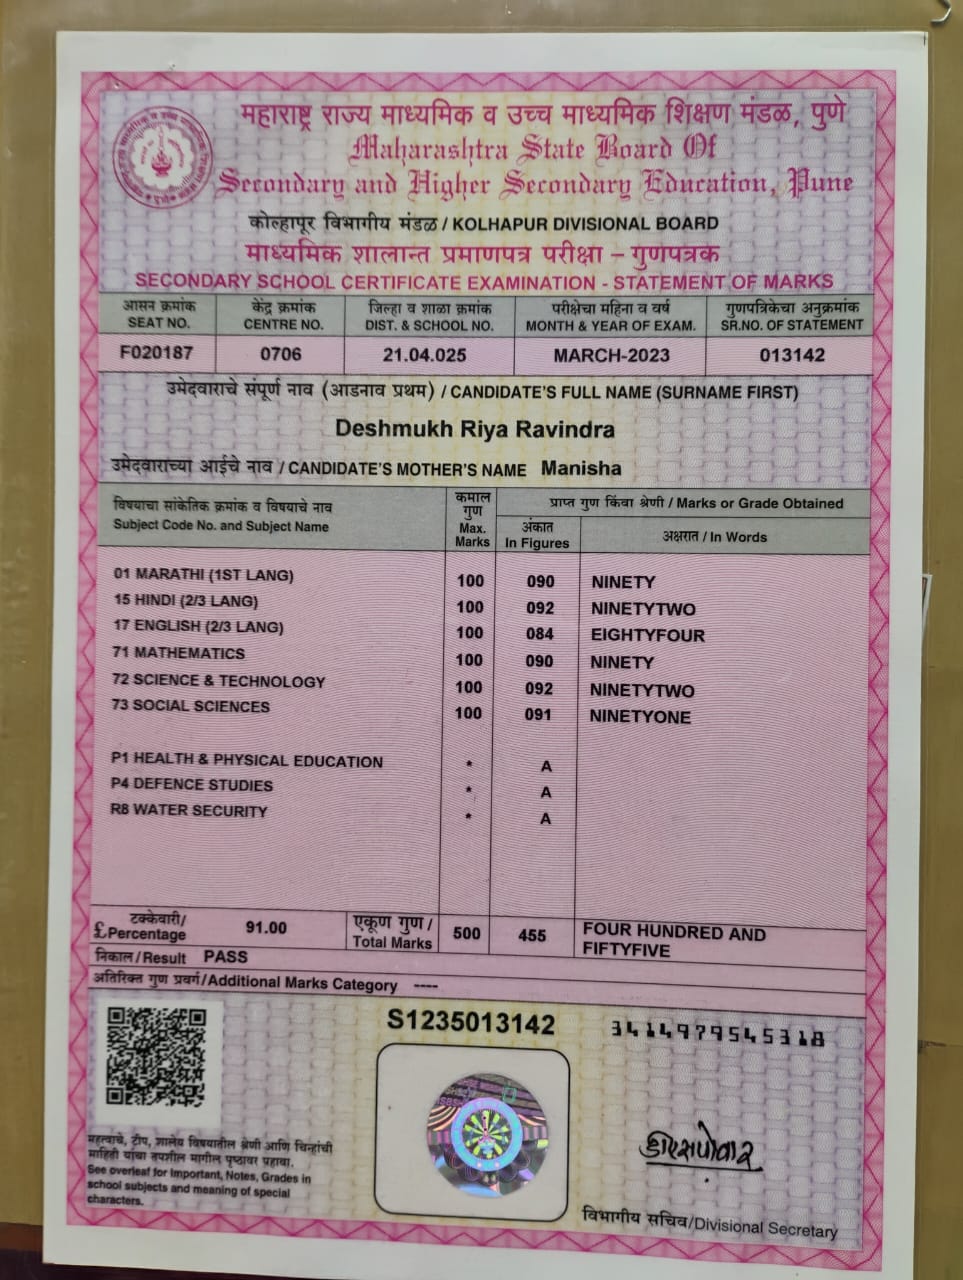 महाराष्ट्र राज्य माध्यमिक व उच्च माध्यमिक शिक्षण मंडळ, पुणे
Maharashtra State Board Of
Secondary and Higher Secondary Education, Pune
कोल्हापूर विभागीय मंडळ / KOLHAPUR DIVISIONAL BOARD
माध्यमिक शालान्त प्रमाणपत्र परीक्षा – गुणपत्रक
SECONDARY SCHOOL CERTIFICATE EXAMINATION - STATEMENT OF MARKS
आसन क्रमांक केंद्र क्रमांक जिल्हा व शाळा क्रमांक परीक्षेचा महिना व वर्ष गुणपत्रिकेचा अनुक्रमांक
SEAT NO. CENTRE NO. DIST. & SCHOOL NO. MONTH & YEAR OF EXAM. SR.NO. OF STATEMENT
F020187 0706 21.04.025 MARCH-2023 013142
उमेदवाराचे संपूर्ण नाव (आडनाव प्रथम) / CANDIDATE'S FULL NAME (SURNAME FIRST)
Deshmukh Riya Ravindra
उमेदवाराच्या आईचे नाव / CANDIDATE'S MOTHER'S NAME Manisha
विषयाचा सांकेतिक क्रमांक व विषयाचे नाव
Subject Code No. and Subject Name
कमाल
गुण
Max.
Marks
प्राप्त गुण किंवा श्रेणी / Marks or Grade Obtained
अंकात
In Figures
अक्षरात / In Words
01 MARATHI (1ST LANG) 100 090 NINETY
15 HINDI (2/3 LANG) 100 092 NINETYTWO
17 ENGLISH (2/3 LANG) 100 084 EIGHTYFOUR
71 MATHEMATICS 100 090 NINETY
72 SCIENCE & TECHNOLOGY 100 092 NINETYTWO
73 SOCIAL SCIENCES 100 091 NINETYONE
P1 HEALTH & PHYSICAL EDUCATION * A
P4 DEFENCE STUDIES * A
R8 WATER SECURITY * A
टक्केवारी/
£Percentage
91.00
एकूण गुण /
Total Marks
500 455
FOUR HUNDRED AND
FIFTYFIVE
निकाल/Result PASS
अतिरिक्त गुण प्रवर्ग/Additional Marks Category ----
S1235013142
3414979545318
महत्वाचे, टीप, शालेय विषयातील श्रेणी आणि चिन्हांची
माहिती यांचा तपशील मागील पृष्ठावर पहावा.
See overleaf for Important, Notes, Grades in
school subjects and meaning of special
characters.
विभागीय सचिव/Divisional Secretary